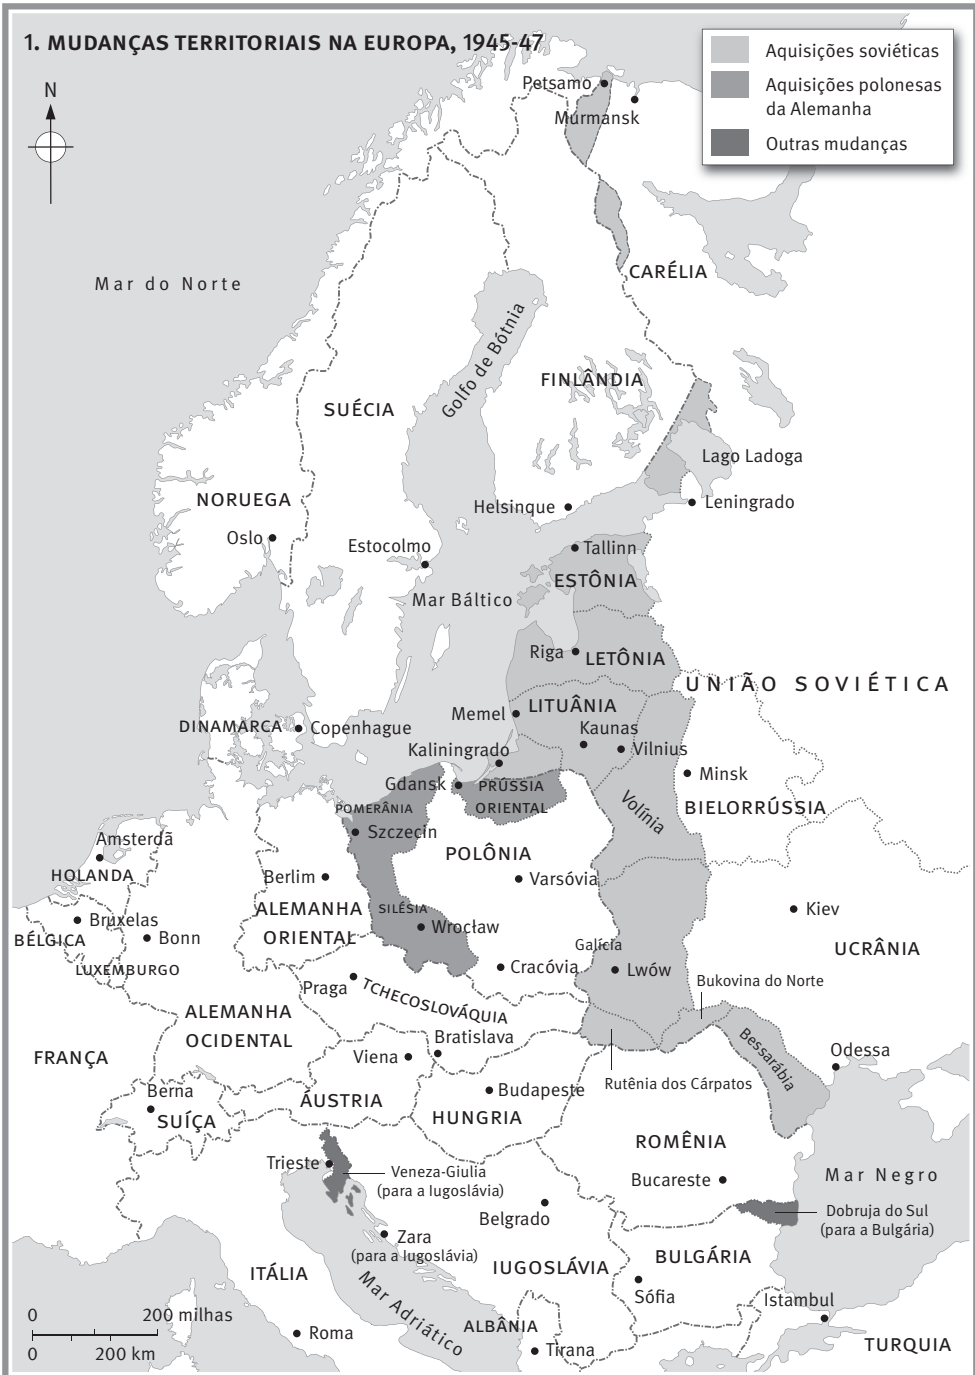 1. MUDANÇAS TERRITORIAIS NA EUROPA, 1945-47
Aquisições soviéticas
Aquisições polonesas
da Alemanha
Outras mudanças
N
Petsamo
Murmansk
CARÉLIA
Mar do Norte
Golfo de Bótnia
FINLÂNDIA
SUÉCIA
Lago Ladoga
NORUEGA
Helsinque
Leningrado
Oslo
Estocolmo
Tallinn
ESTÔNIA
Mar Báltico
Riga
LETÔNIA
UNIÃO SOVIÉTICA
LITUÂNIA
Memel
DINAMARCA
Copenhague
Kaunas
Vilnius
Kaliningrado
Minsk
Gdansk
PRÚSSIA
ORIENTAL
POMERÂNIA
Volínia
BIELORRÚSSIA
Szczecin
Amsterdã
POLÔNIA
HOLANDA
Berlim
Varsóvia
ALEMANHA
ORIENTAL
SILÉSIA
Kiev
Bruxelas
Wrocław
BÉLGICA
Bonn
Galícia
UCRÂNIA
LUXEMBURGO
Cracóvia
Lwów
Praga
TCHECOSLOVÁQUIA
Bukovina do Norte
ALEMANHA
OCIDENTAL
Bratislava
Bessarábia
FRANÇA
Viena
Odessa
Berna
Budapeste
Rutênia dos Cárpatos
SUÍÇA
ÁUSTRIA
HUNGRIA
ROMÊNIA
Trieste
Veneza-Giulia
(para a Iugoslávia)
Bucareste
Mar Negro
Belgrado
Dobruja do Sul
(para a Bulgária)
Zara
(para a Iugoslávia)
ITÁLIA
IUGOSLÁVIA
BULGÁRIA
Mar Adriático
Sófia
Istambul
0 200 milhas
0 200 km
Roma
ALBÂNIA
Tirana
TURQUIA